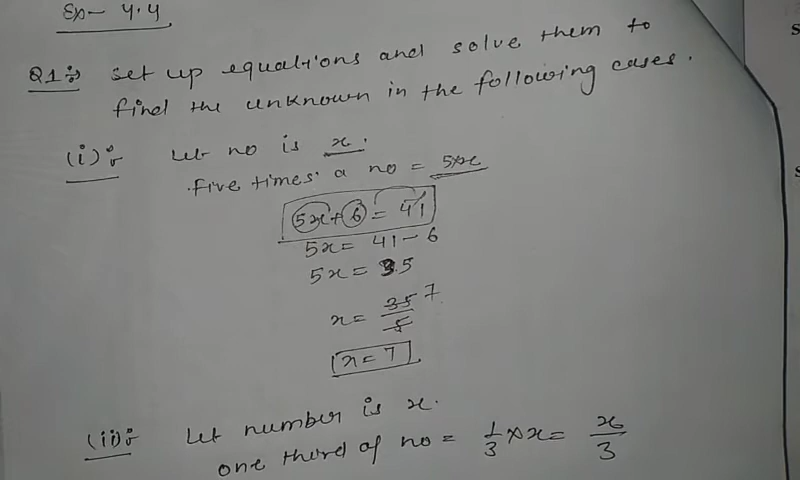 Ex- 4.4
Q1:- Set up equations and solve them to
find the unknown in the following cases.
(i):- Let no is x.
five times a no = 5×x
5x+6 = 41
5x = 41-6
5x = 35
x = 35/5 7
x = 7
(ii):- Let number is x.
one third of no = 1/3 × x = x/3